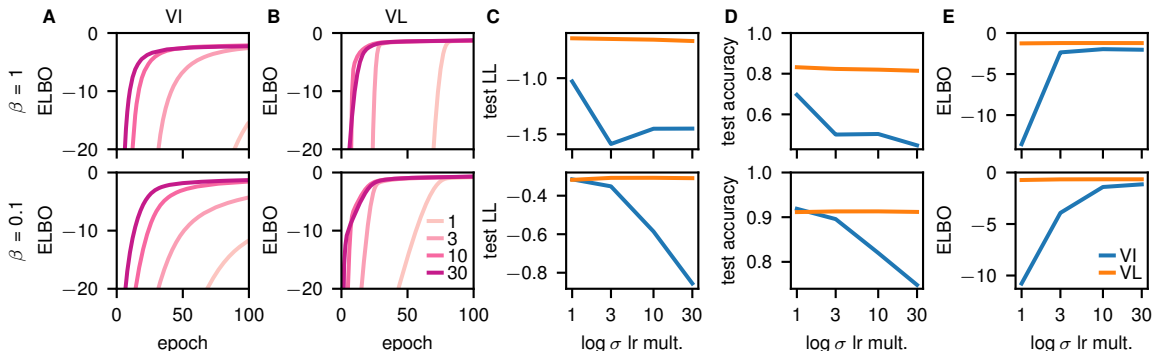 A VI B VL C D E
β = 1
ELBO
0
−10
−20
ELBO
0
−10
−20
test LL
−1.0
−1.5
test accuracy
1.0
0.8
0.6
ELBO
0
−5
−10
β = 0.1
ELBO
0
−10
−20
0 50 100
epoch
ELBO
0
−10
−20
1
3
10
30
0 50 100
epoch
test LL
−0.4
−0.6
−0.8
1 3 10 30
log σ lr mult.
test accuracy
1.0
0.9
0.8
1 3 10 30
log σ lr mult.
ELBO
0
−5
−10
VI
VL
1 3 10 30
log σ lr mult.